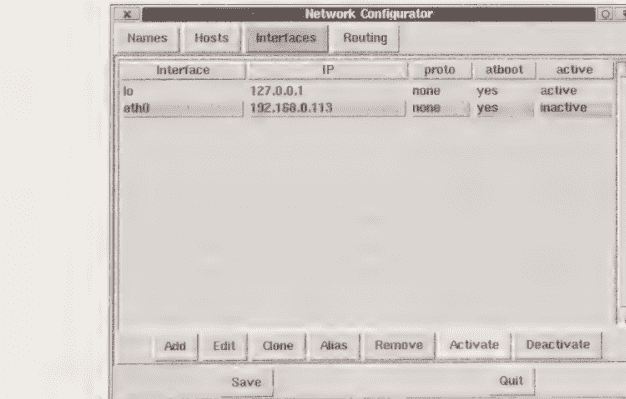 Network Configurator
Names Hosts Interfaces Routing
Interface IP proto atboot active
lo 127.0.0.1 none yes active
eth0 192.168.0.113 none yes inactive
Add Edit Clone Alias Remove Activate Deactivate
Save Quit